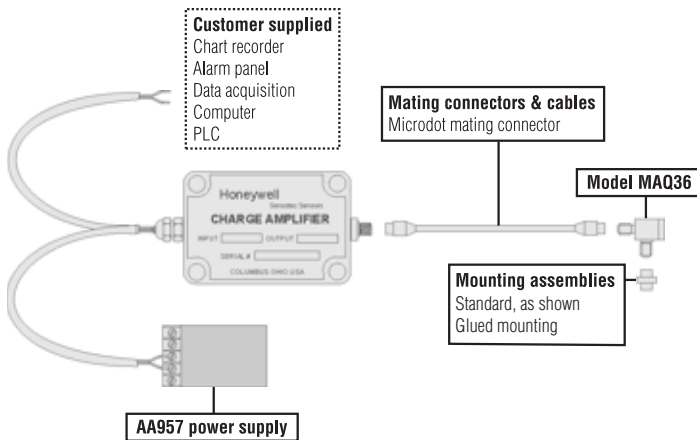 Customer supplied
Chart recorder
Alarm panel
Data acquisition
Computer
PLC
Mating connectors & cables
Microdot mating connector
Model MAQ36
Honeywell
Sensotec Sensors
CHARGE AMPLIFIER
INPUT OUTPUT
SERIAL #
COLUMBUS OHIO USA
Mounting assemblies
Standard, as shown
Glued mounting
AA957 power supply